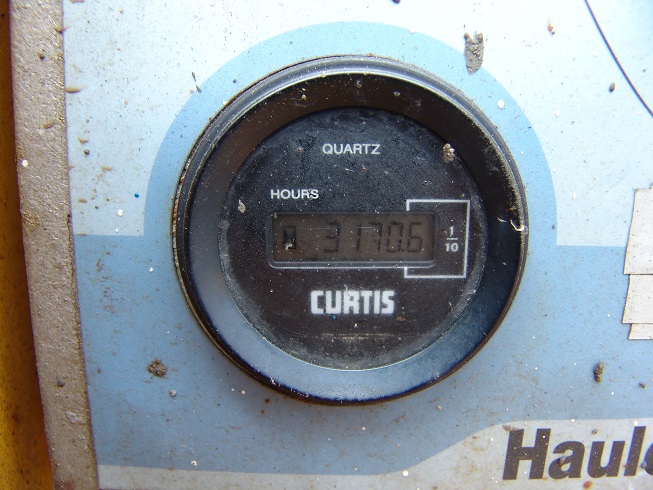 QUARTZ
HOURS
3170.6
1/10
CURTIS
Haul